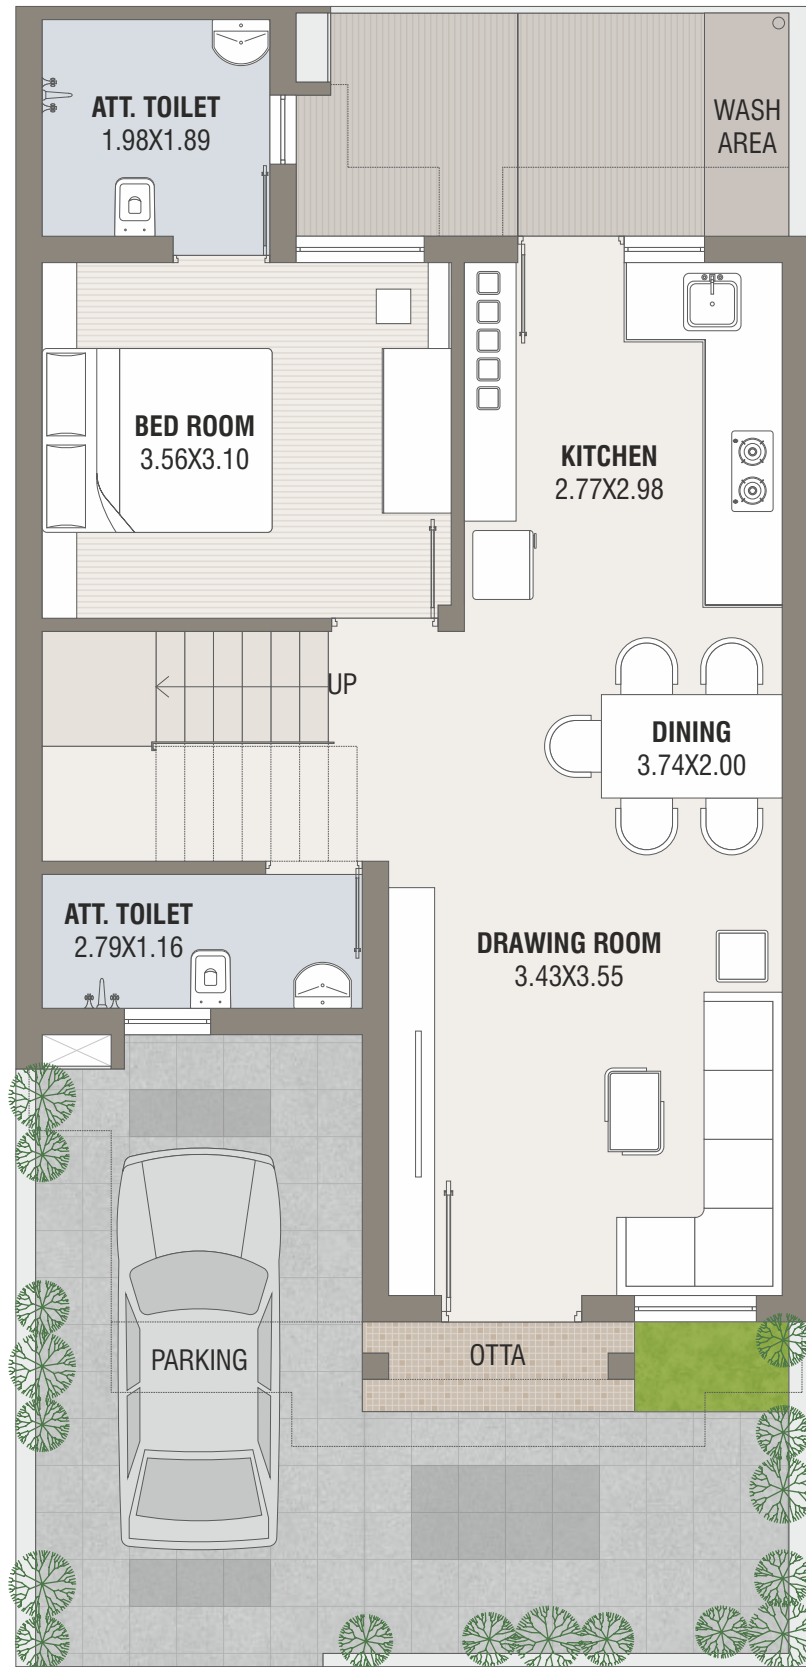 ATT. TOILET
1.98X1.89
WASH
AREA
BED ROOM
3.56X3.10
KITCHEN
2.77X2.98
UP
DINING
3.74X2.00
ATT. TOILET
2.79X1.16
DRAWING ROOM
3.43X3.55
PARKING
OTTA